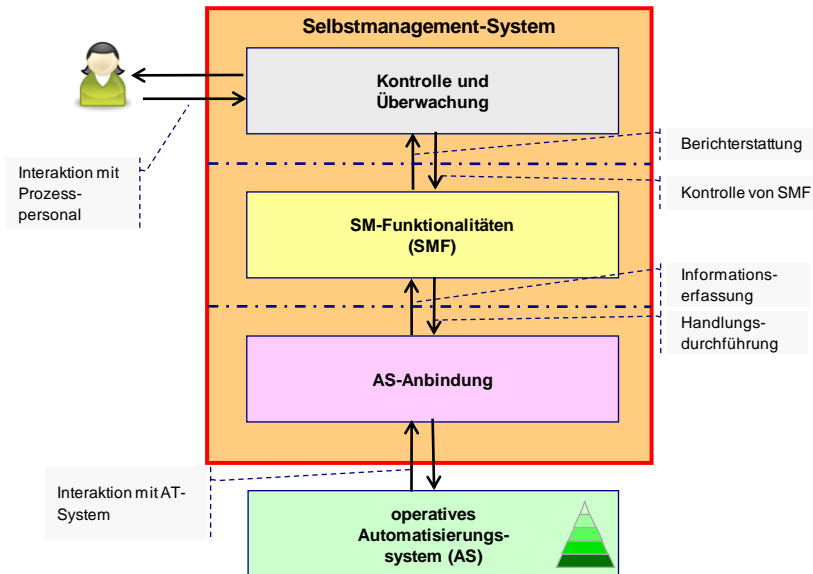 Selbstmanagement-System
Kontrolle und
Überwachung
Berichterstattung
Interaktion mit
Prozess-
personal
Kontrolle von SMF
SM-Funktionalitäten
(SMF)
Informations-
erfassung
Handlungs-
durchführung
AS-Anbindung
Interaktion mit AT-
System
operatives
Automatisierungs-
system (AS)